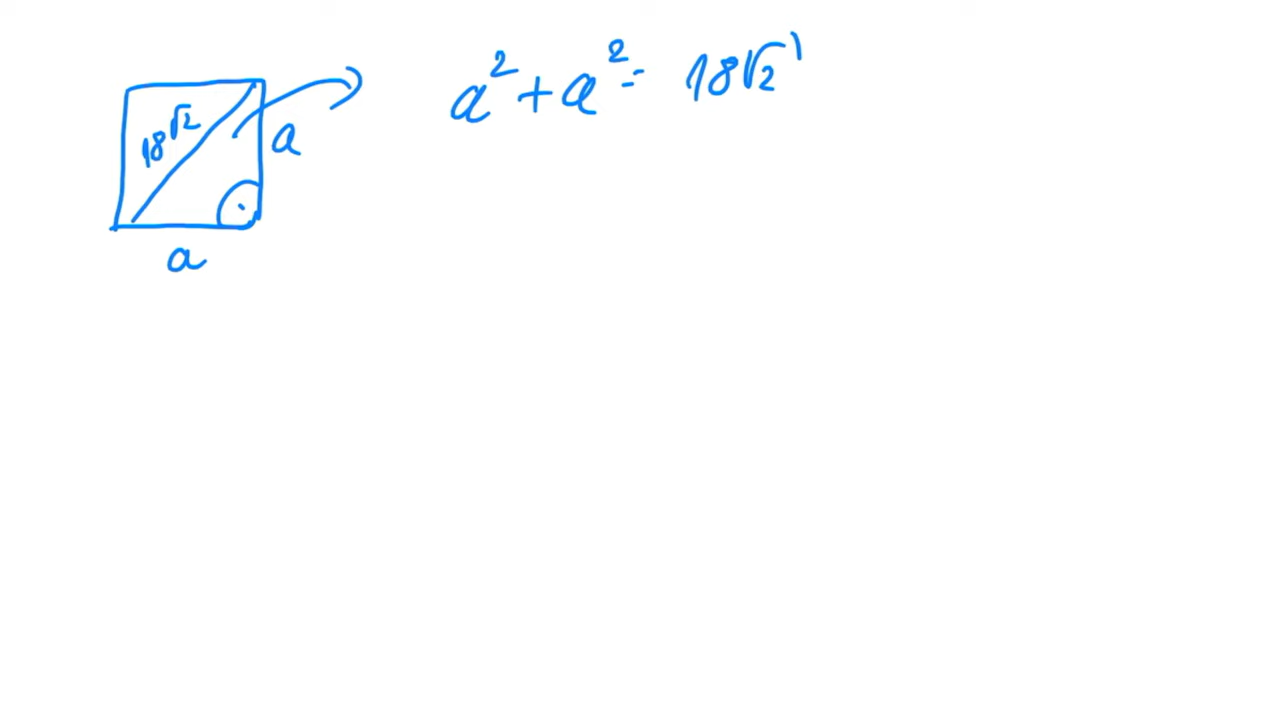 a² + a² = 18√2
18√2
a
a